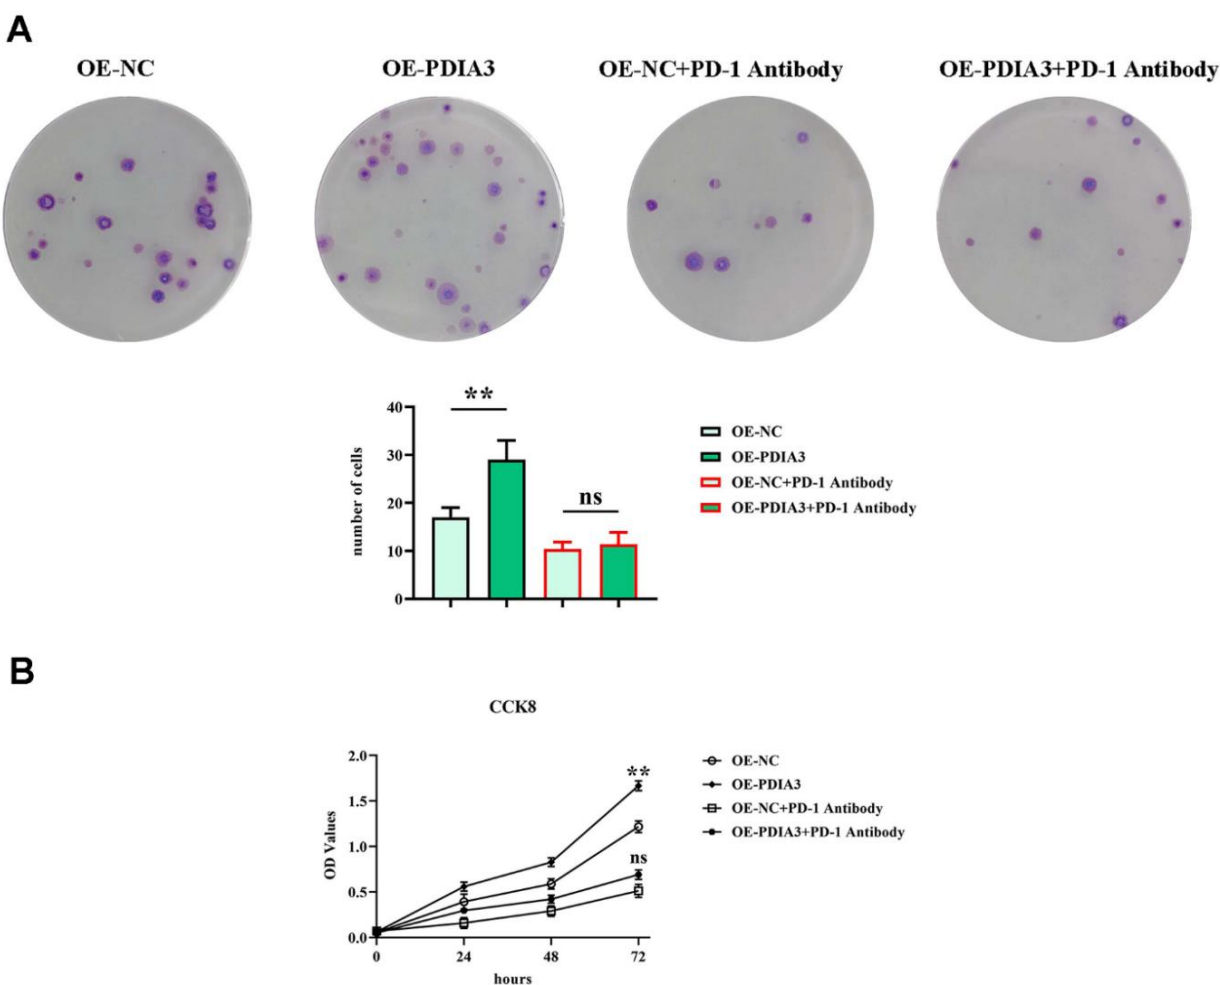 A
OE-NC OE-PDIA3 OE-NC+PD-1 Antibody OE-PDIA3+PD-1 Antibody
**
40
30
20
10
0
number of cells
ns
OE-NC
OE-PDIA3
OE-NC+PD-1 Antibody
OE-PDIA3+PD-1 Antibody
B
CCK8
2.0
1.5
1.0
0.5
0.0
OD Values
**
ns
0 24 48 72
hours
OE-NC
OE-PDIA3
OE-NC+PD-1 Antibody
OE-PDIA3+PD-1 Antibody